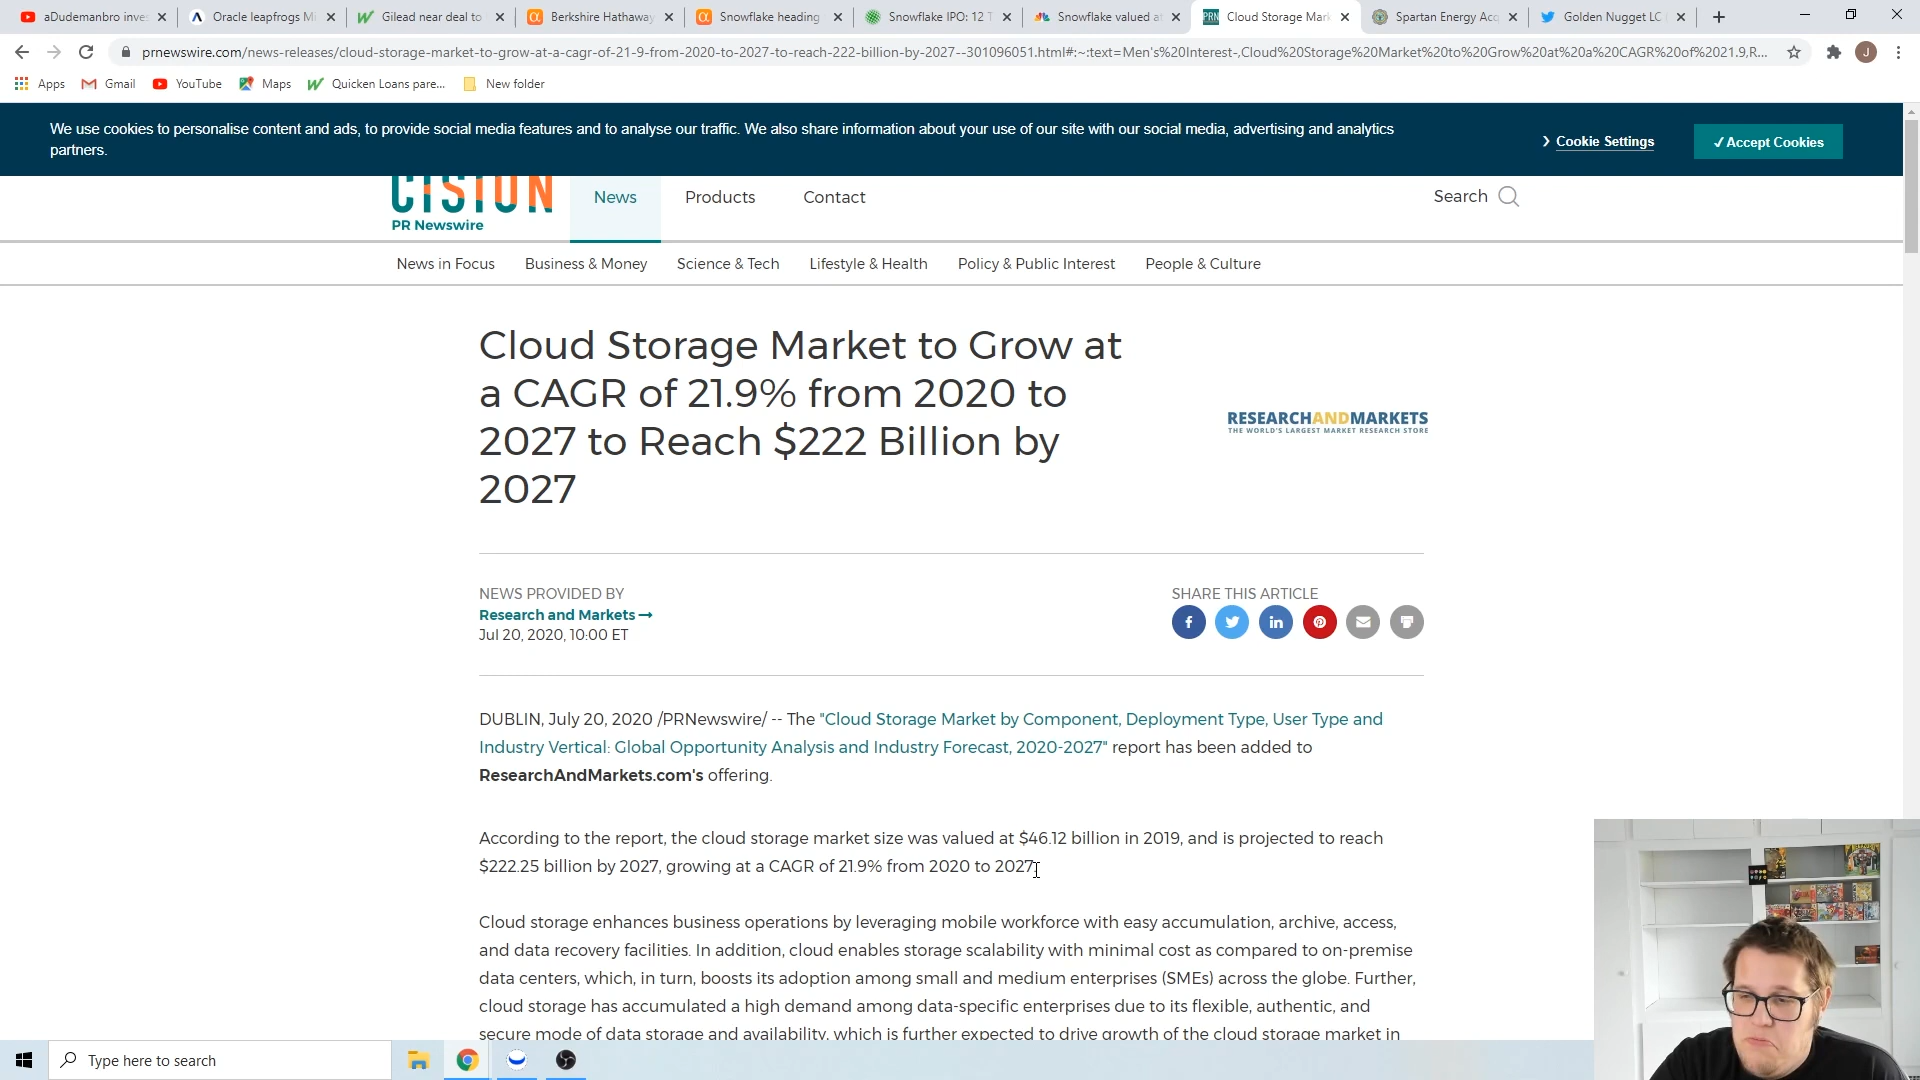 aDudemanbro inves
Oracle leapfrogs Mi
Gilead near deal to
Berkshire Hathaway
Snowflake heading
Snowflake IPO: 12 T
Snowflake valued at
Cloud Storage Mark
Spartan Energy Acq
Golden Nugget LC
prnewswire.com/news-releases/cloud-storage-market-to-grow-at-a-cagr-of-21-9-from-2020-to-2027-to-reach-222-billion-by-2027--301096051.html#:~:text=Men's%20Interest-,Cloud%20Storage%20Market%20to%20Grow%20at%20a%20CAGR%20of%2021.9,R...
J
Apps
Gmail
YouTube
Maps
Quicken Loans pare...
New folder
We use cookies to personalise content and ads, to provide social media features and to analyse our traffic. We also share information about your use of our site with our social media, advertising and analytics
partners.
Cookie Settings
✓Accept Cookies
CISION
PR Newswire
News
Products
Contact
Search
News in Focus
Business & Money
Science & Tech
Lifestyle & Health
Policy & Public Interest
People & Culture
Cloud Storage Market to Grow at
a CAGR of 21.9% from 2020 to
2027 to Reach $222 Billion by
2027
RESEARCHANDMARKETS
THE WORLD'S LARGEST MARKET RESEARCH STORE
NEWS PROVIDED BY
Research and Markets →
Jul 20, 2020, 10:00 ET
SHARE THIS ARTICLE
DUBLIN, July 20, 2020 /PRNewswire/ -- The "Cloud Storage Market by Component, Deployment Type, User Type and
Industry Vertical: Global Opportunity Analysis and Industry Forecast, 2020-2027" report has been added to
ResearchAndMarkets.com's offering.
According to the report, the cloud storage market size was valued at $46.12 billion in 2019, and is projected to reach
$222.25 billion by 2027, growing at a CAGR of 21.9% from 2020 to 2027.
Cloud storage enhances business operations by leveraging mobile workforce with easy accumulation, archive, access,
and data recovery facilities. In addition, cloud enables storage scalability with minimal cost as compared to on-premise
data centers, which, in turn, boosts its adoption among small and medium enterprises (SMEs) across the globe. Further,
cloud storage has accumulated a high demand among data-specific enterprises due to its flexible, authentic, and
secure mode of data storage and availability, which is further expected to drive growth of the cloud storage market in
Type here to search